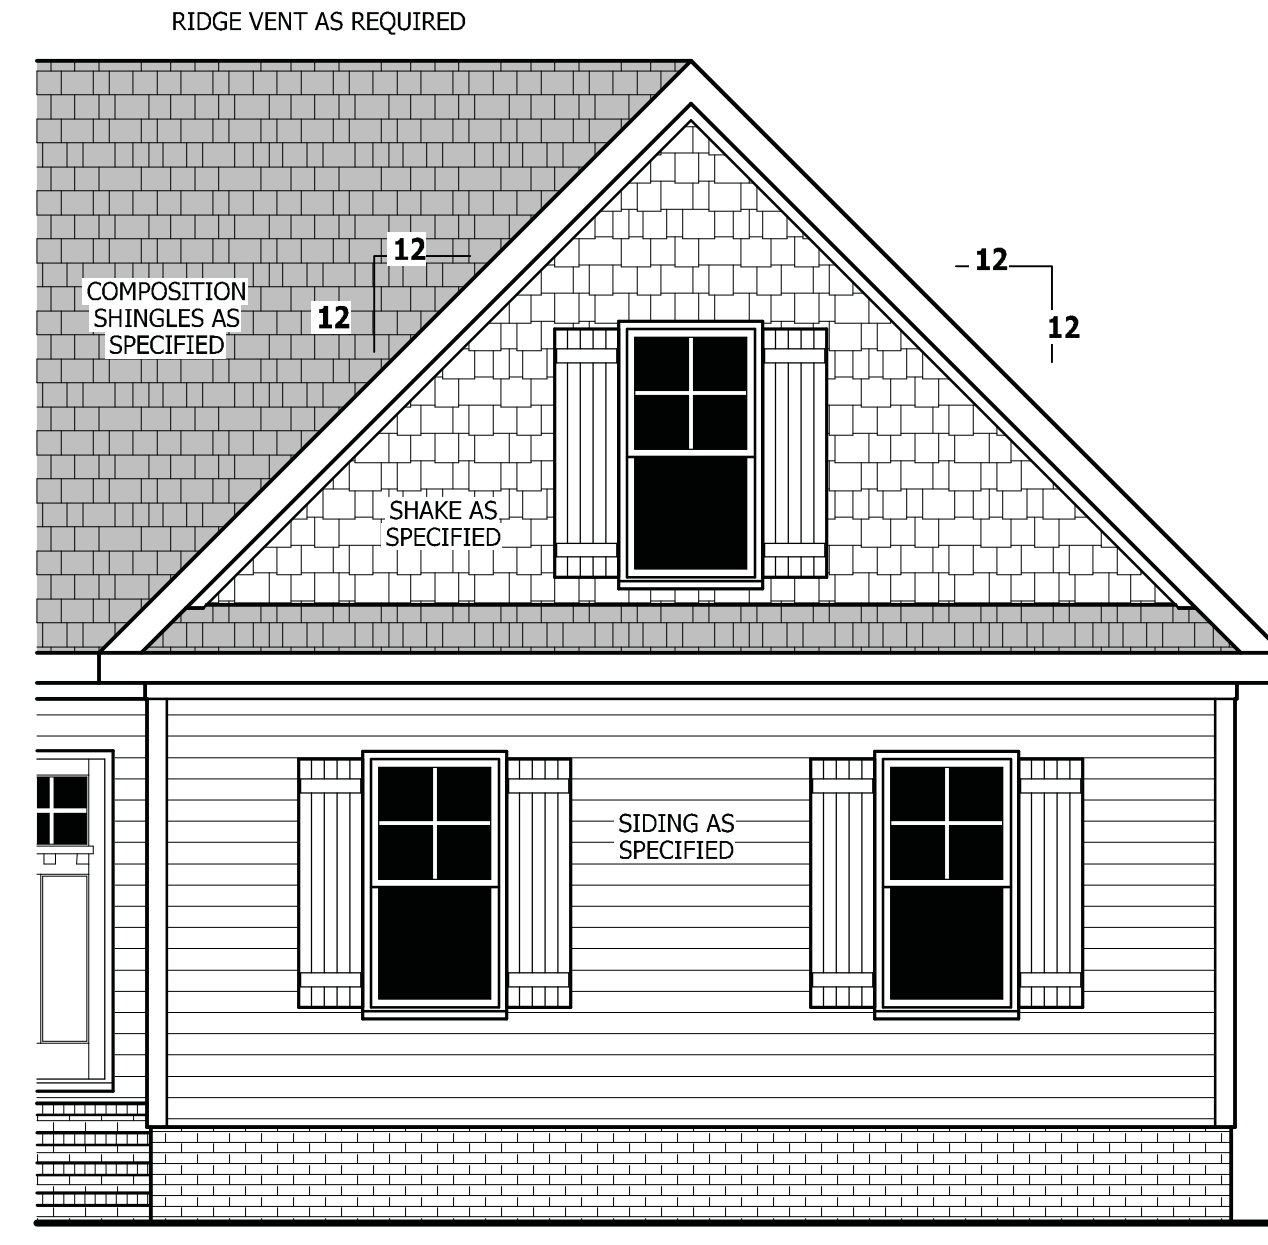 RIDGE VENT AS REQUIRED
12
12
12
12
COMPOSITION
SHINGLES AS
SPECIFIED
SHAKE AS
SPECIFIED
SIDING AS
SPECIFIED